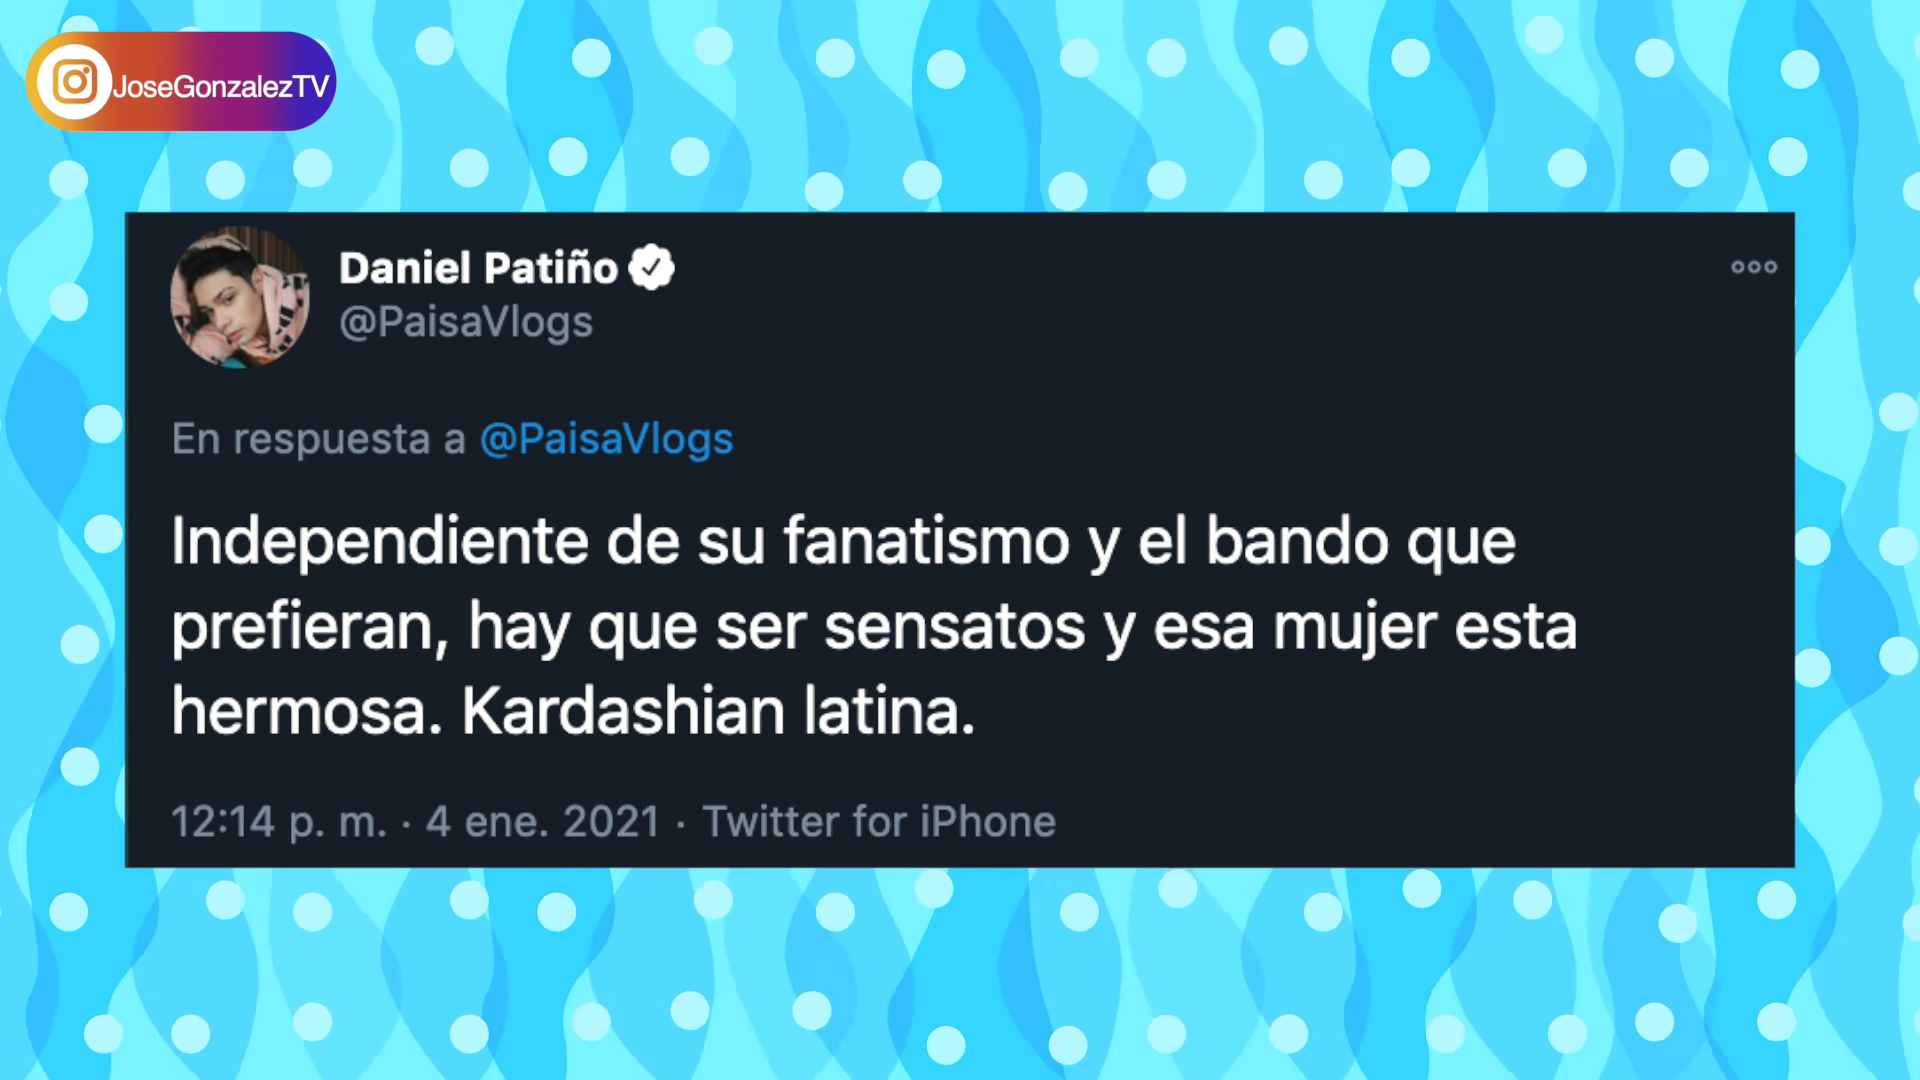 JoseGonzalezTV
Daniel Patiño
@PaisaVlogs
En respuesta a @PaisaVlogs
Independiente de su fanatismo y el bando que
prefieran, hay que ser sensatos y esa mujer esta
hermosa. Kardashian latina.
12:14 p. m. · 4 ene. 2021 · Twitter for iPhone